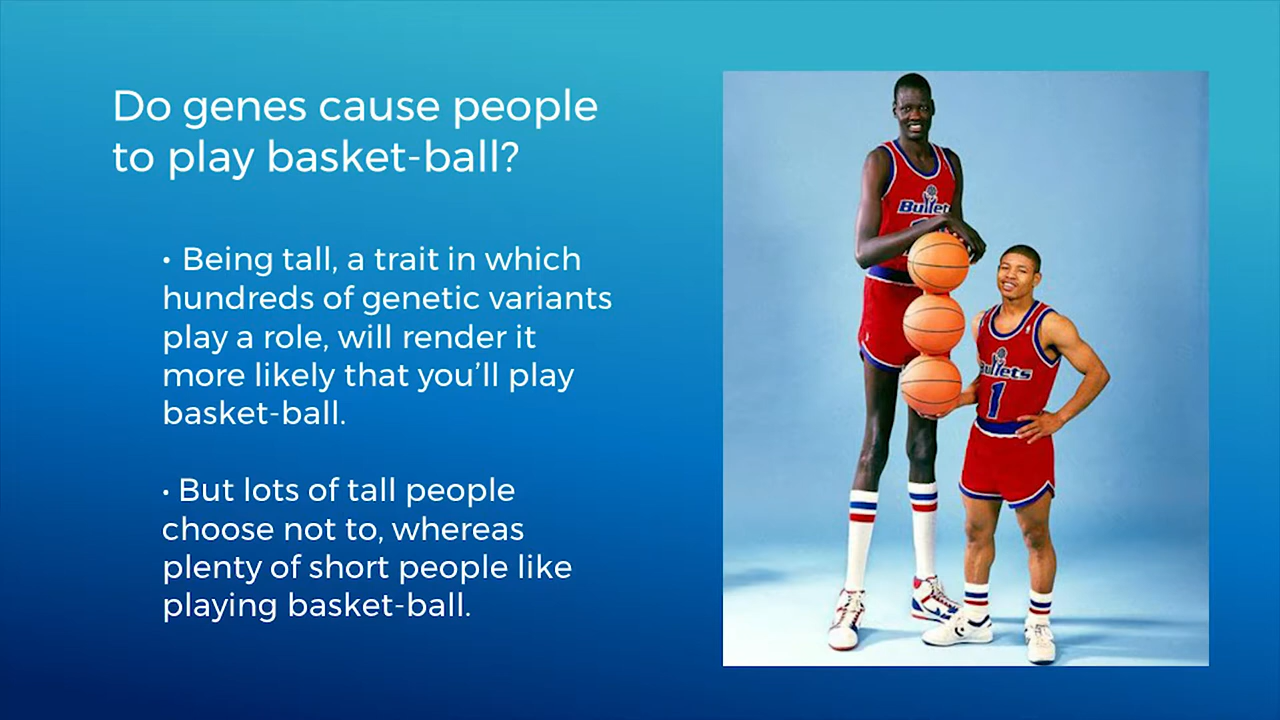 Do genes cause people
to play basket-ball?
• Being tall, a trait in which
hundreds of genetic variants
play a role, will render it
more likely that you'll play
basket-ball.
• But lots of tall people
choose not to, whereas
plenty of short people like
playing basket-ball.
Bullets
Bullets
1